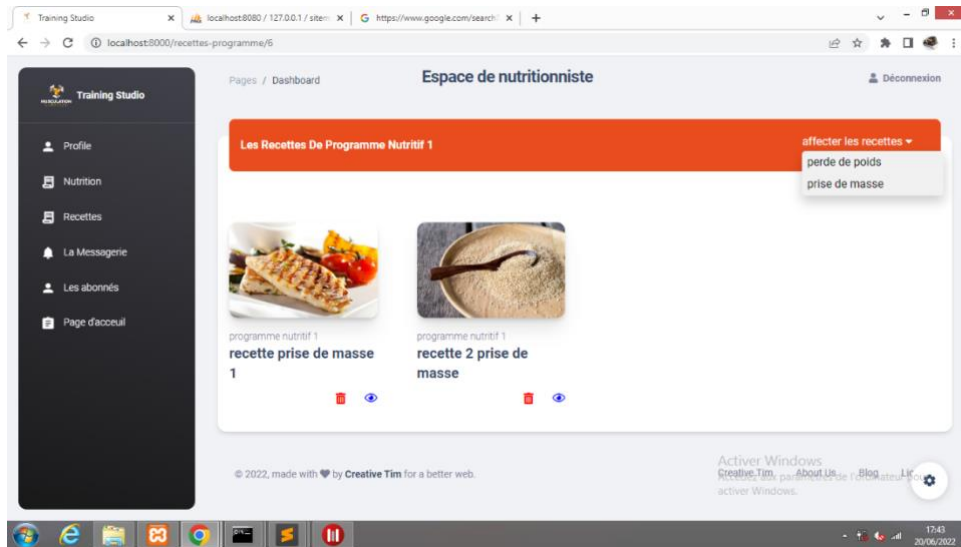 Training Studio
localhost:8080 / 127.0.0.1 / sitem
https://www.google.com/search
localhost:8000/recettes-programme/6
MUSCULATION
Training Studio
Pages / Dashboard
Espace de nutritionniste
Déconnexion
Profile
Nutrition
Recettes
La Messagerie
Les abonnés
Page d'acceuil
Les Recettes De Programme Nutritif 1
affecter les recettes
perde de poids
prise de masse
programme nutritif 1
recette prise de masse
1
programme nutritif 1
recette 2 prise de
masse
© 2022, made with by Creative Tim for a better web.
Activer Windows
Creative Tim About Us Blog
activer Windows.
17:43
20/06/2022